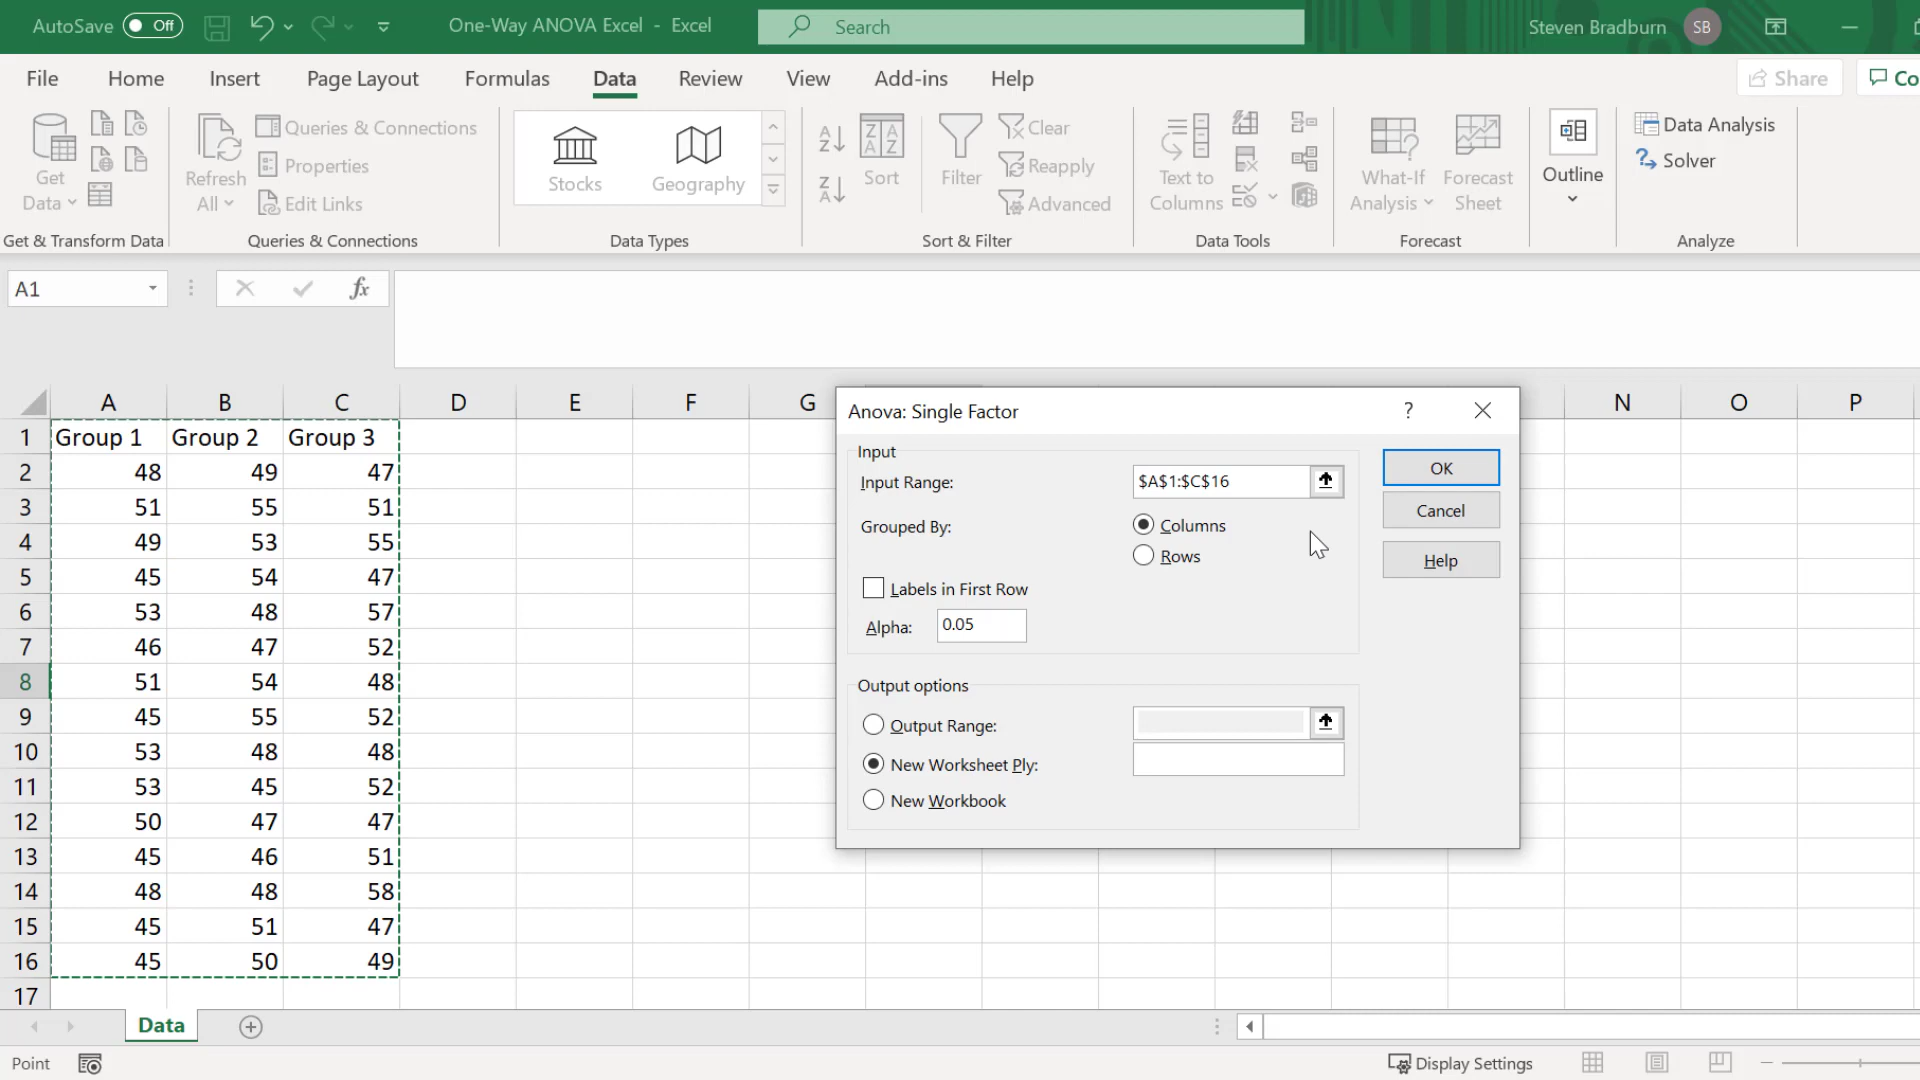 AutoSave Off One-Way ANOVA Excel - Excel Search Steven Bradburn SB
File Home Insert Page Layout Formulas Data Review View Add-ins Help Share Co
Get Data
Refresh All
Queries & Connections
Properties
Edit Links
Stocks Geography
Sort
Filter
Clear
Reapply
Advanced
Text to Columns
What-If Analysis
Forecast Sheet
Outline
Data Analysis
Solver
Get & Transform Data Queries & Connections Data Types Sort & Filter Data Tools Forecast Analyze
A1 fx
A B C D E F G N O P
1 Group 1 Group 2 Group 3
2 48 49 47
3 51 55 51
4 49 53 55
5 45 54 47
6 53 48 57
7 46 47 52
8 51 54 48
9 45 55 52
10 53 48 48
11 53 45 52
12 50 47 47
13 45 46 51
14 48 48 58
15 45 51 47
16 45 50 49
17
Anova: Single Factor ?
Input
Input Range: $A$1:$C$16
Grouped By: Columns
Rows
Labels in First Row
Alpha: 0.05
OK
Cancel
Help
Output options
Output Range:
New Worksheet Ply:
New Workbook
Data
Point Display Settings